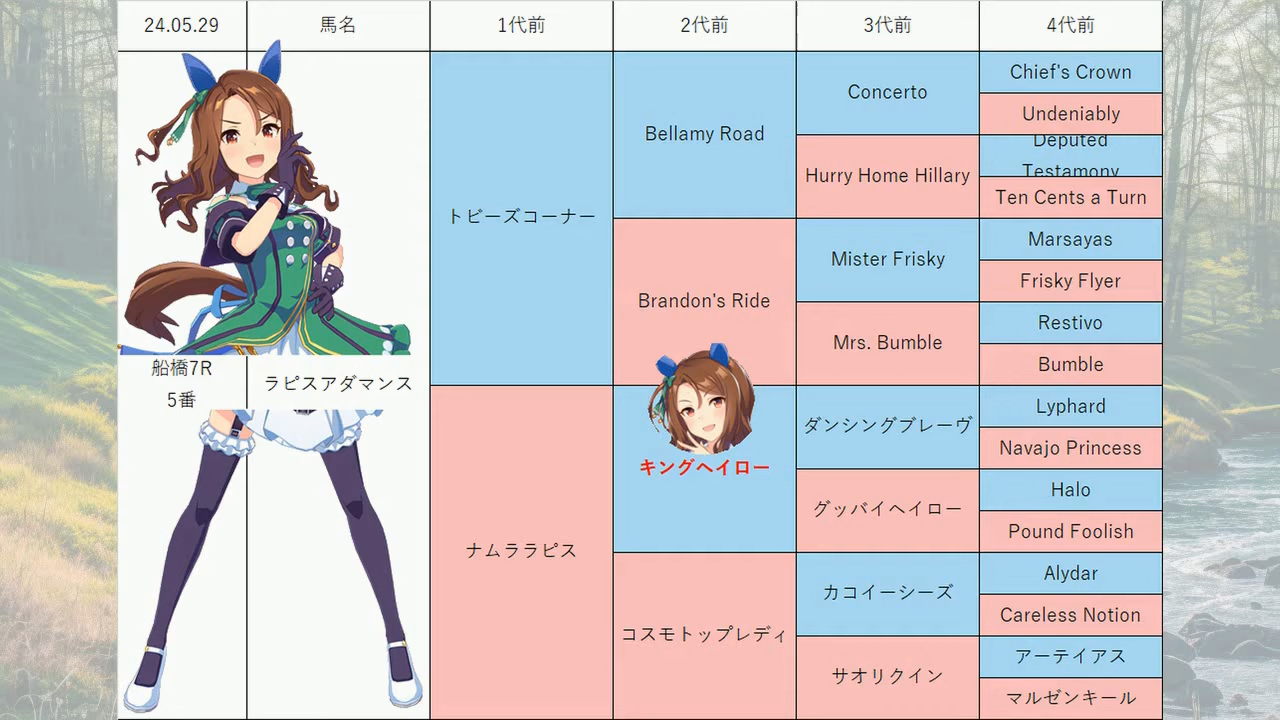 24.05.29 馬名 1代前 2代前 3代前 4代前
船橋7R
5番
ラピスアダマンス
トビーズコーナー
ナムララピス
Bellamy Road
Brandon's Ride
キングヘイロー
コスモトップレディ
Concerto
Hurry Home Hillary
Mister Frisky
Mrs. Bumble
ダンシングブレーヴ
グッバイヘイロー
カコイーシーズ
サオリクイン
Chief's Crown
Undeniably
Deputed
Testamony
Ten Cents a Turn
Marsayas
Frisky Flyer
Restivo
Bumble
Lyphard
Navajo Princess
Halo
Pound Foolish
Alydar
Careless Notion
アーテイアス
マルゼンキール